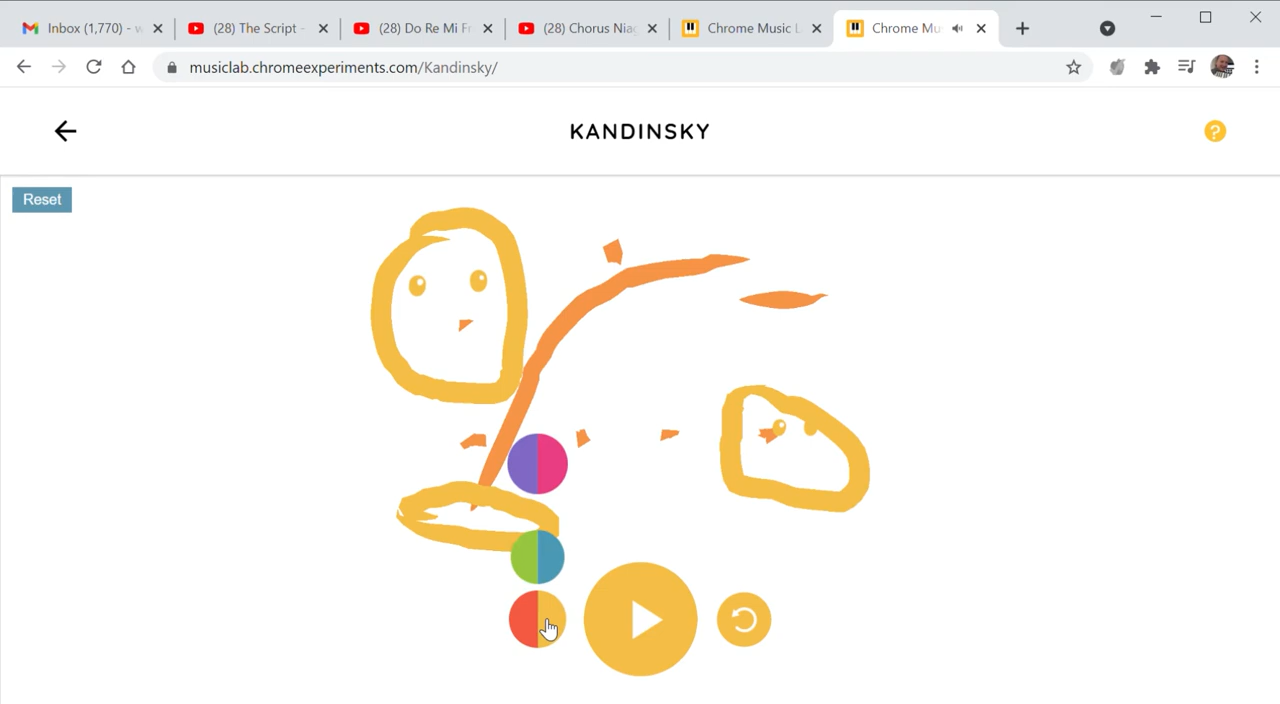 Inbox (1,770) - w
(28) The Script -
(28) Do Re Mi Fr
(28) Chorus Niag
Chrome Music L
Chrome Mu
musiclab.chromeexperiments.com/Kandinsky/
KANDINSKY
?
Reset